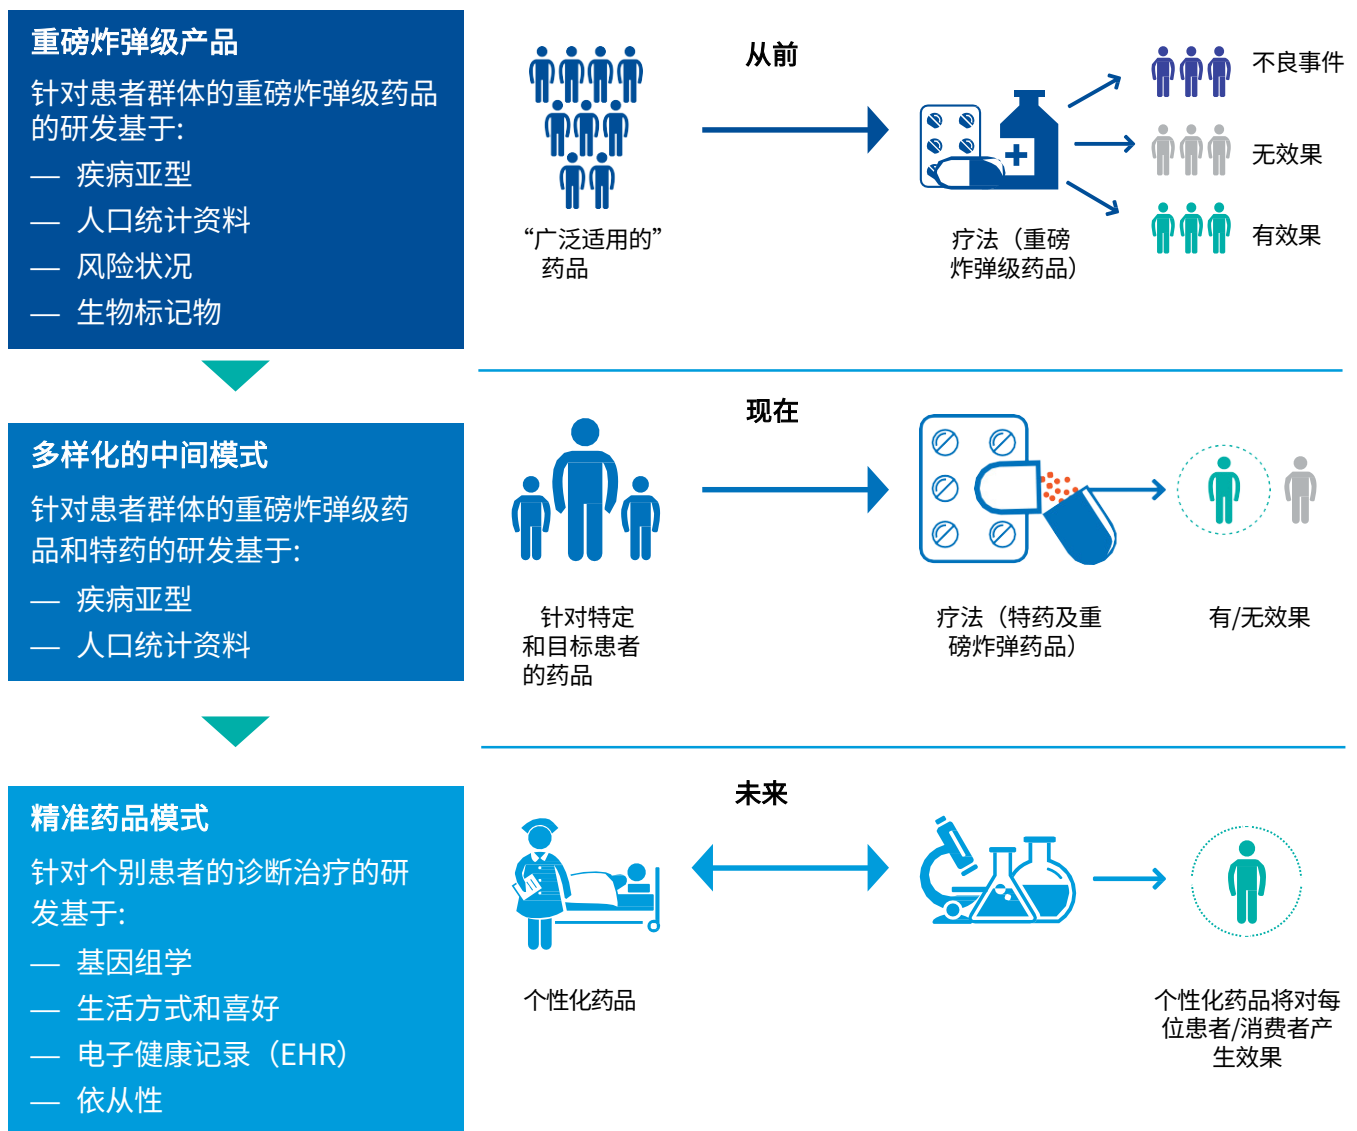 重磅炸弹级产品
针对患者群体的重磅炸弹级药品
的研发基于:
— 疾病亚型
— 人口统计资料
— 风险状况
— 生物标记物
从前
“广泛适用的”
药品
疗法（重磅
炸弹级药品）
不良事件
无效果
有效果
多样化的中间模式
针对患者群体的重磅炸弹级药
品和特药的研发基于:
— 疾病亚型
— 人口统计资料
现在
针对特定
和目标患者
的药品
疗法（特药及重
磅炸弹药品）
有/无效果
精准药品模式
针对个别患者的诊断治疗的研
发基于:
— 基因组学
— 生活方式和喜好
— 电子健康记录（EHR）
— 依从性
未来
个性化药品
个性化药品将对每
位患者/消费者产
生效果